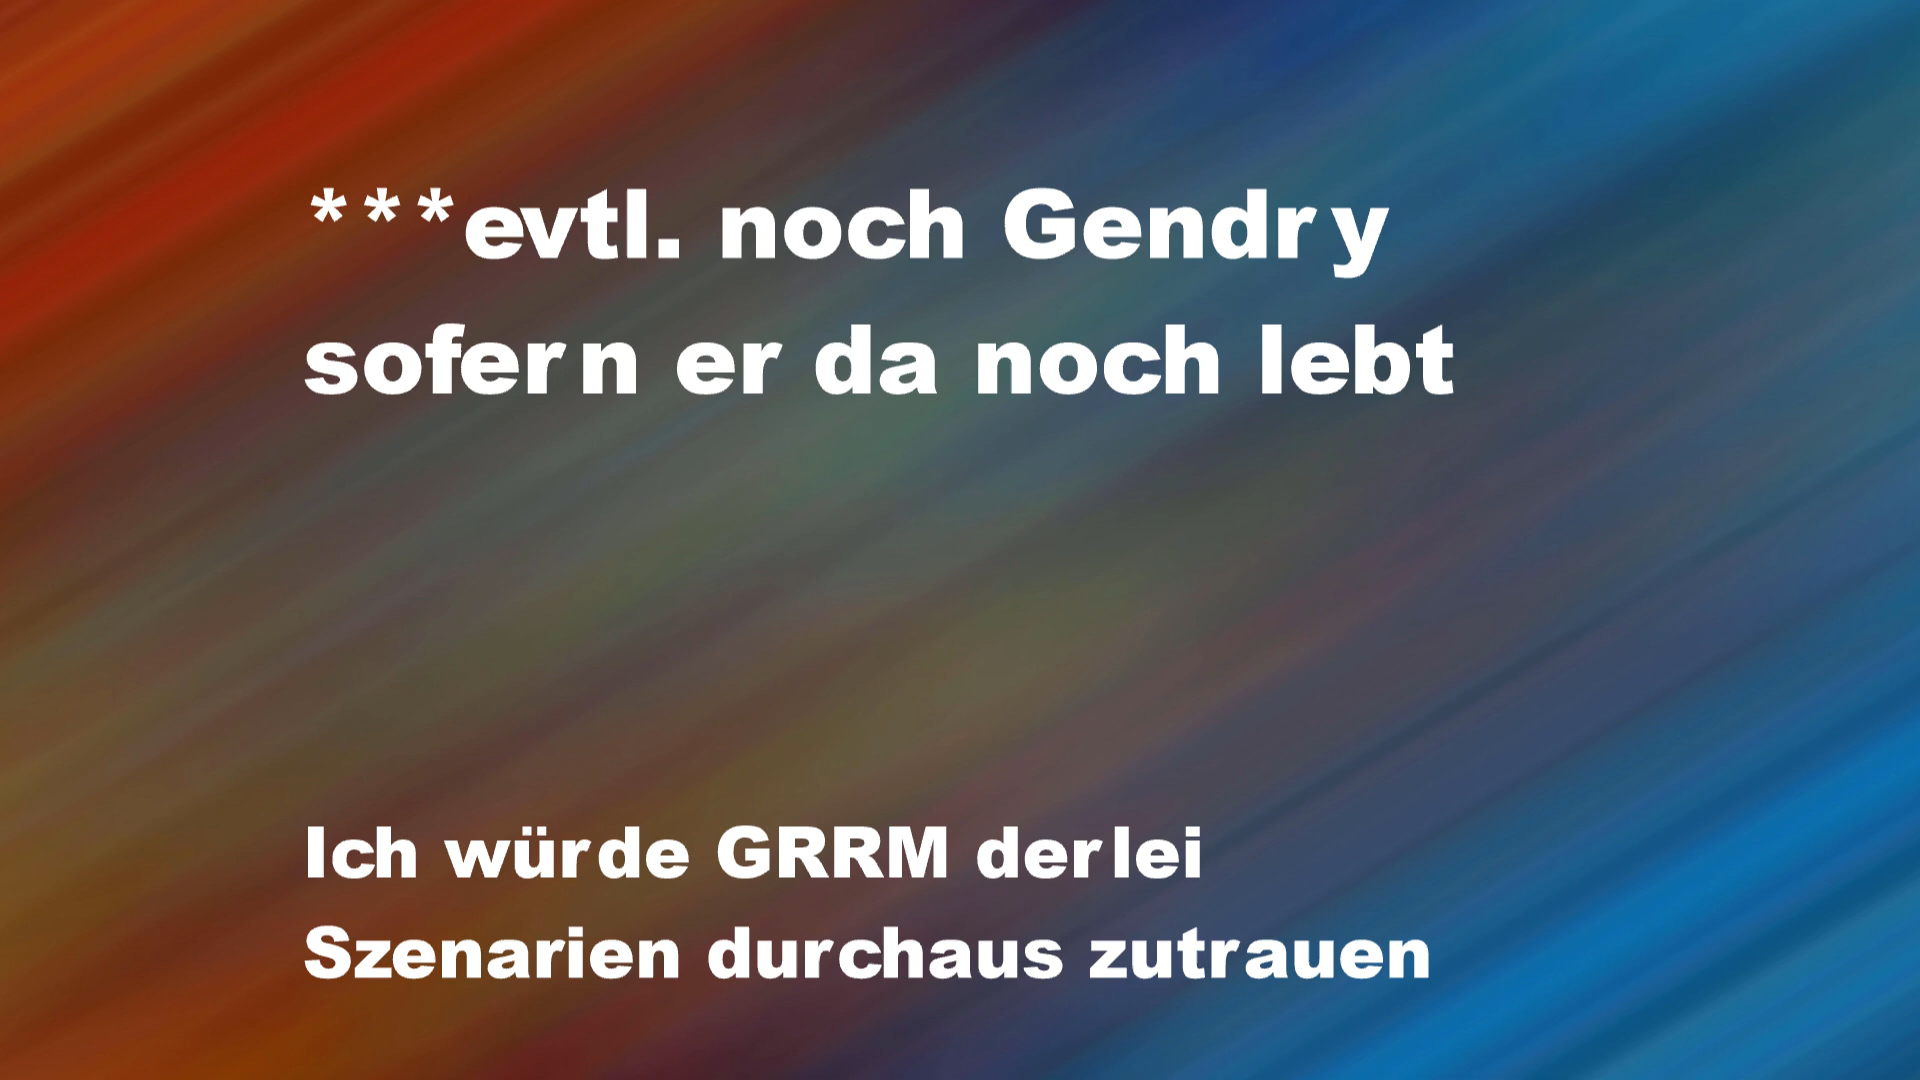 ***evtl. noch Gendry
sofern er da noch lebt
Ich würde GRRM derlei
Szenarien durchaus zutrauen